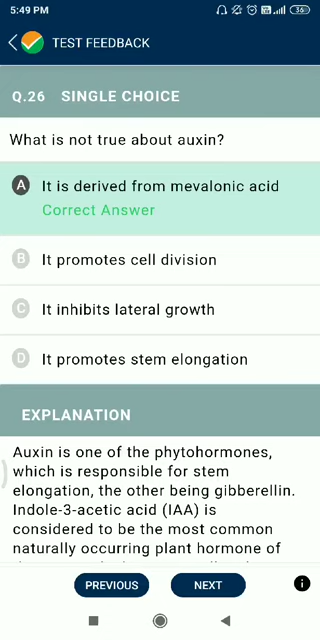 5:49 PM
36
TEST FEEDBACK
Q.26 SINGLE CHOICE
What is not true about auxin?
A It is derived from mevalonic acid
Correct Answer
B It promotes cell division
C It inhibits lateral growth
D It promotes stem elongation
EXPLANATION
Auxin is one of the phytohormones,
which is responsible for stem
elongation, the other being gibberellin.
Indole-3-acetic acid (IAA) is
considered to be the most common
naturally occurring plant hormone of
PREVIOUS NEXT